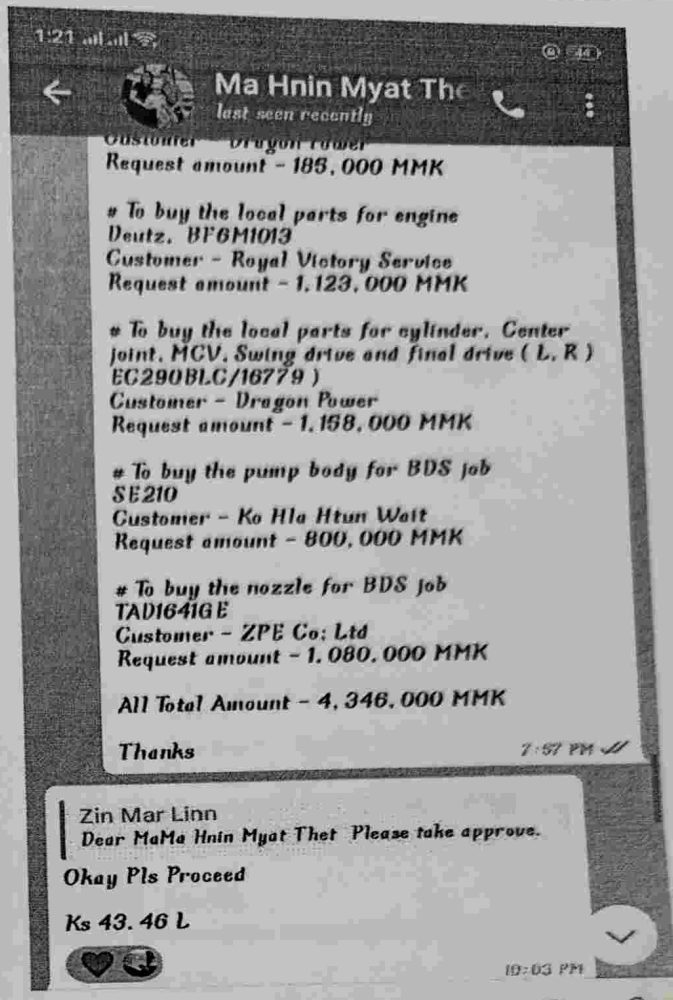 1:21
44
Ma Hnin Myat The
last seen recently
Customer - Dragon Power
Request amount - 185,000 MMK
# To buy the local parts for engine
Deutz, BF6M1013
Customer - Royal Victory Service
Request amount - 1,123,000 MMK
# To buy the local parts for cylinder, Center
joint, MCV, Swing drive and final drive ( L, R )
EC290BLC/16779 )
Customer - Dragon Power
Request amount - 1,158,000 MMK
# To buy the pump body for BDS job
SE210
Customer - Ko Hla Htun Wait
Request amount - 800,000 MMK
# To buy the nozzle for BDS job
TAD1641GE
Customer - ZPE Co; Ltd
Request amount - 1,080,000 MMK
All Total Amount - 4,346,000 MMK
Thanks
7:57 PM
Zin Mar Linn
Dear MaMa Hnin Myat Thet Please take approve.
Okay Pls Proceed
Ks 43.46 L
10:03 PM